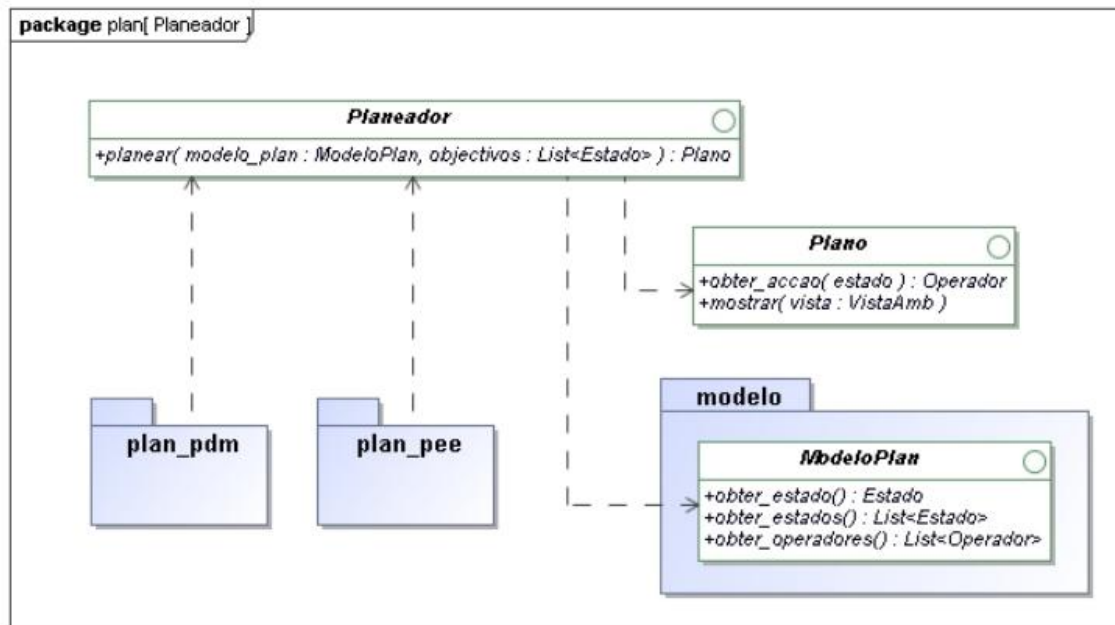 package plan[ Planeador ]
Planeador
+planear( modelo_plan : ModeloPlan, objectivos : List<Estado> ) : Plano
Plano
+obter_accao( estado ) : Operador
+mostrar( vista : VistaAmb )
plan_pdm
plan_pee
modelo
ModeloPlan
+obter_estado() : Estado
+obter_estados() : List<Estado>
+obter_operadores() : List<Operador>